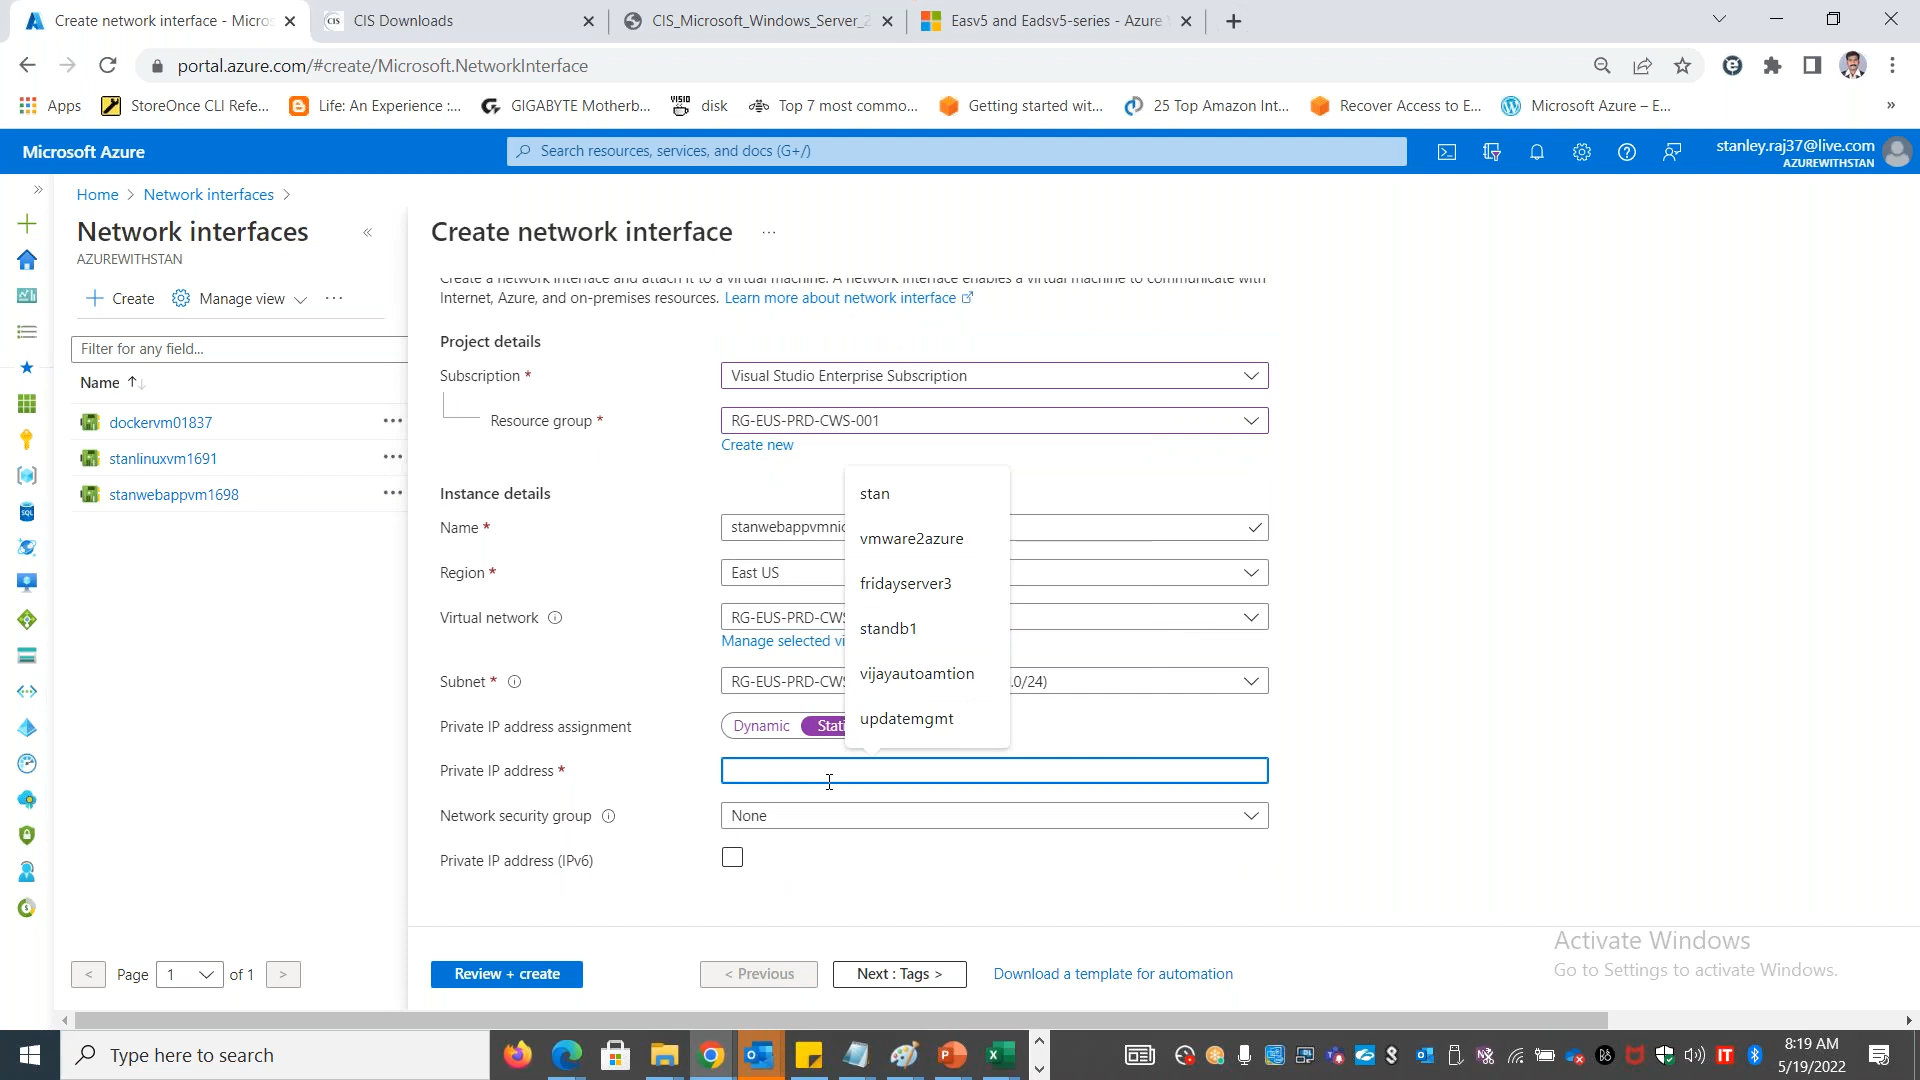 Create network interface - Micros
CIS Downloads
CIS_Microsoft_Windows_Server_2
Easv5 and Eadsv5-series - Azure
portal.azure.com/#create/Microsoft.NetworkInterface
Apps
StoreOnce CLI Refe...
Life: An Experience :...
GIGABYTE Motherb...
VISIO
disk
Top 7 most commo...
Getting started wit...
25 Top Amazon Int...
Recover Access to E...
Microsoft Azure – E...
»
Microsoft Azure
Search resources, services, and docs (G+/)
stanley.raj37@live.com
AZUREWITHSTAN
Home > Network interfaces >
Network interfaces
AZUREWITHSTAN
Create
Manage view
...
Filter for any field...
Name
dockervm01837
stanlinuxvm1691
stanwebappvm1698
< Page 1 of 1 >
Create network interface
...
Create a network interface and attach it to a virtual machine. A network interface enables a virtual machine to communicate with
Internet, Azure, and on-premises resources. Learn more about network interface
Project details
Subscription *
Visual Studio Enterprise Subscription
Resource group *
RG-EUS-PRD-CWS-001
Create new
Instance details
Name *
stanwebappvmnic
Region *
East US
Virtual network
RG-EUS-PRD-CWS
Manage selected vi
Subnet *
RG-EUS-PRD-CWS
.0/24)
Private IP address assignment
Dynamic
Stati
Private IP address *
Network security group
None
Private IP address (IPv6)
stan
vmware2azure
fridayserver3
standb1
vijayautoamtion
updatemgmt
Review + create
< Previous
Next : Tags >
Download a template for automation
Activate Windows
Go to Settings to activate Windows.
Type here to search
8:19 AM
5/19/2022